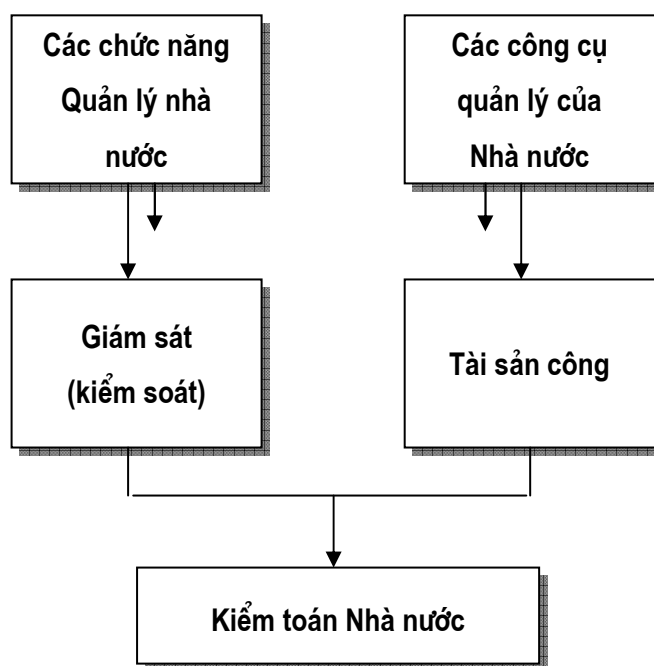 Các chức năng
Quản lý nhà
nước
Các công cụ
quản lý của
Nhà nước
Giám sát
(kiểm soát)
Tài sản công
Kiểm toán Nhà nước